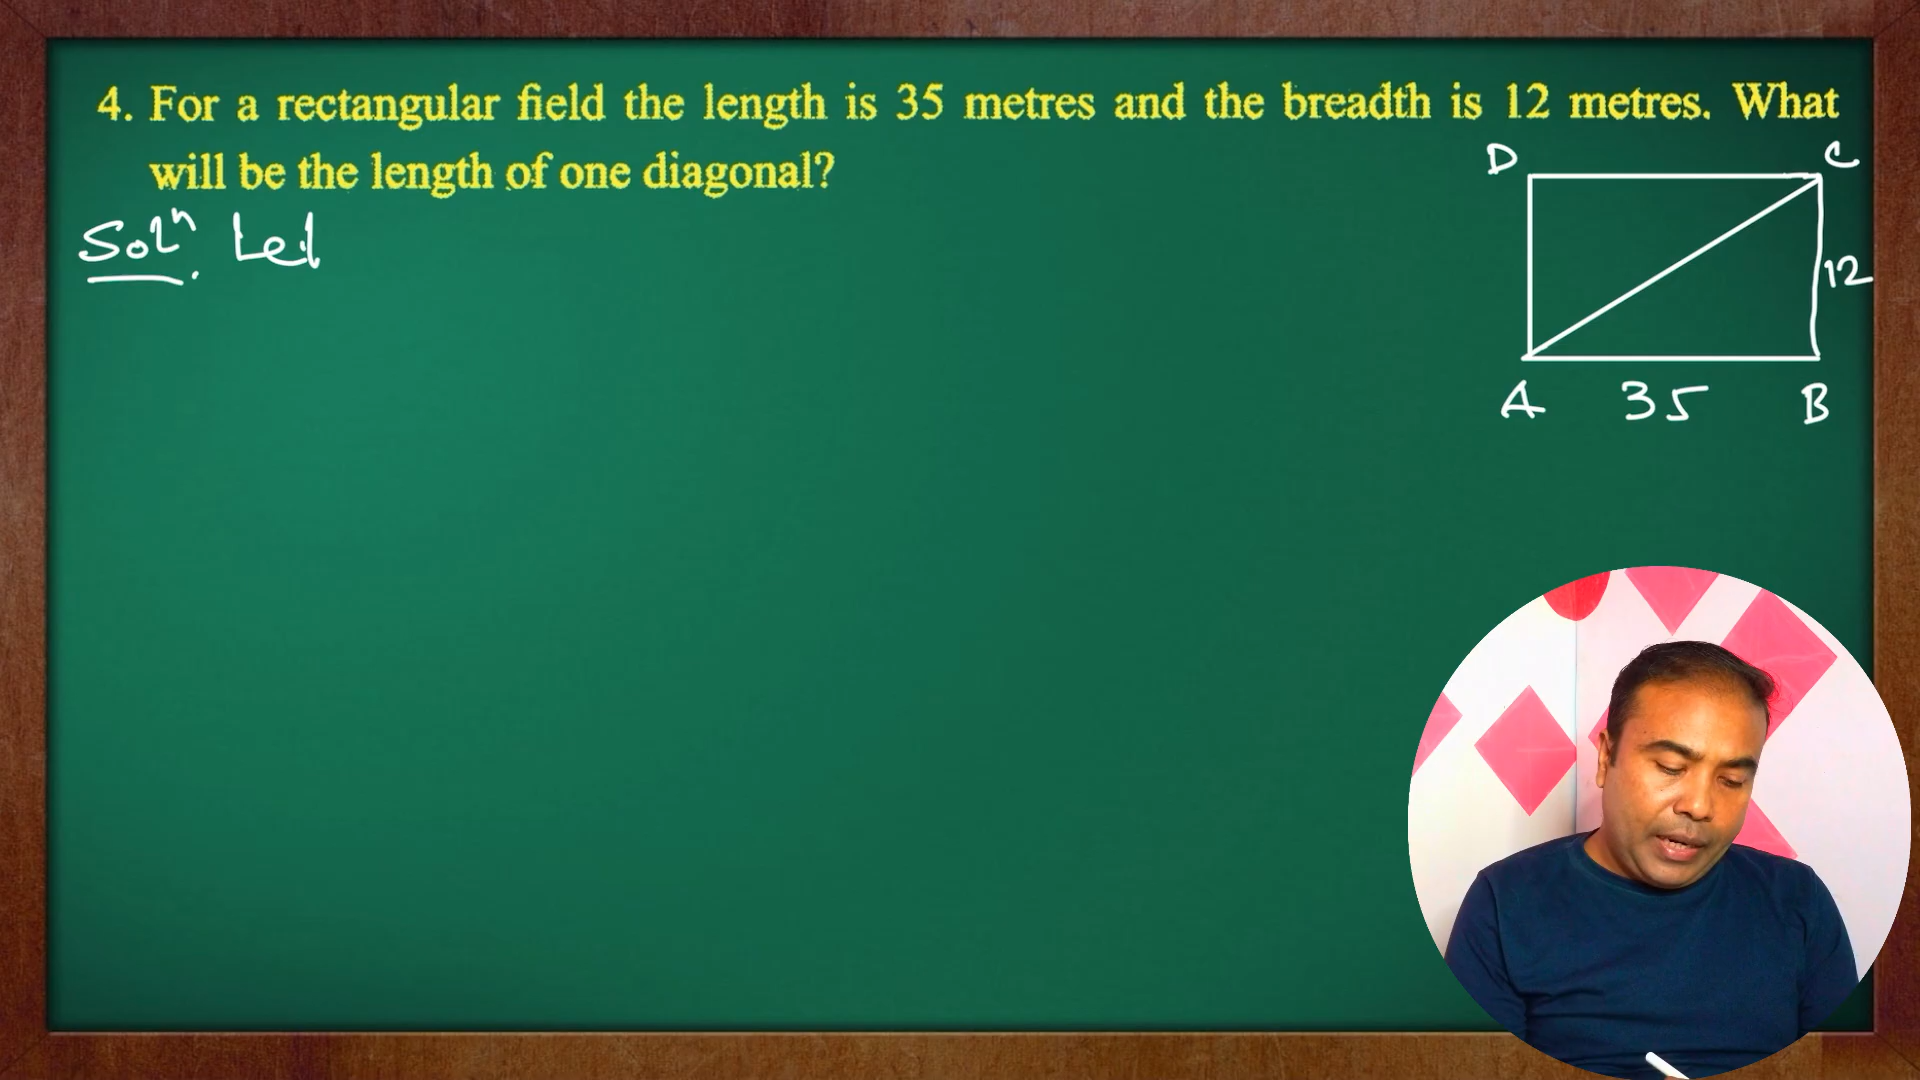 4. For a rectangular field the length is 35 metres and the breadth is 12 metres. What
will be the length of one diagonal?
D C
Solⁿ. Let
12
A 35 B